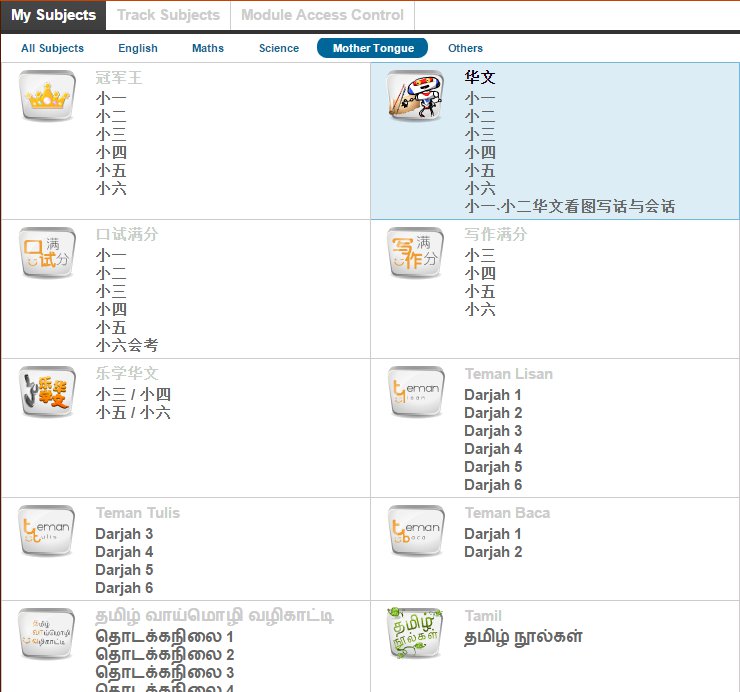 My Subjects Track Subjects Module Access Control
All Subjects English Maths Science Mother Tongue Others
冠军王
小一
小二
小三
小四
小五
小六
华文
小一
小二
小三
小四
小五
小六
小一、小二华文看图写话与会话
口试满分
口试满分
小一
小二
小三
小四
小五
小六会考
写作满分
写作满分
小三
小四
小五
小六
乐学华文
乐学华文
小三 / 小四
小五 / 小六
teman lisan
Teman Lisan
Darjah 1
Darjah 2
Darjah 3
Darjah 4
Darjah 5
Darjah 6
teman tulis
Teman Tulis
Darjah 3
Darjah 4
Darjah 5
Darjah 6
teman baca
Teman Baca
Darjah 1
Darjah 2
தமிழ்
வாய்மொழி
வழிகாட்டி
தமிழ் வாய்மொழி வழிகாட்டி
தொடக்கநிலை 1
தொடக்கநிலை 2
தொடக்கநிலை 3
தொடக்கநிலை 4
தமிழ்
நூல்கள்
Tamil
தமிழ் நூல்கள்